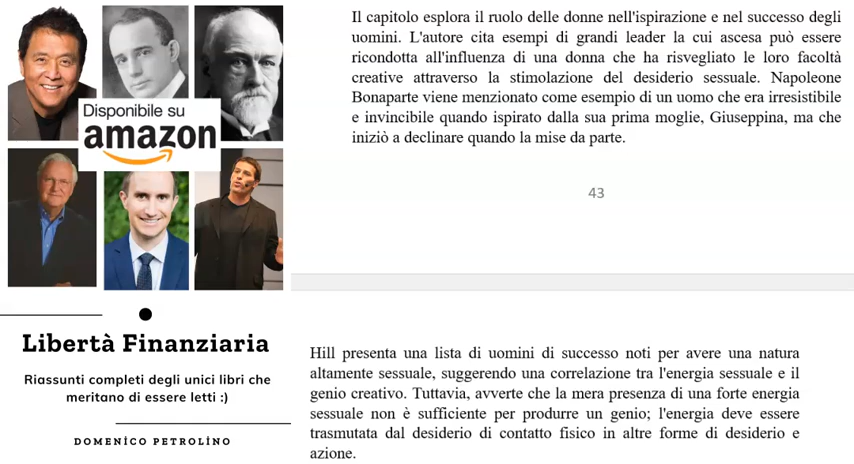 Disponibile su
amazon
Libertà Finanziaria
Riassunti completi degli unici libri che
meritano di essere letti :)
DOMENİCO PETROLİNO
Il capitolo esplora il ruolo delle donne nell'ispirazione e nel successo degli
uomini. L'autore cita esempi di grandi leader la cui ascesa può essere
ricondotta all'influenza di una donna che ha risvegliato le loro facoltà
creative attraverso la stimolazione del desiderio sessuale. Napoleone
Bonaparte viene menzionato come esempio di un uomo che era irresistibile
e invincibile quando ispirato dalla sua prima moglie, Giuseppina, ma che
iniziò a declinare quando la mise da parte.
43
Hill presenta una lista di uomini di successo noti per avere una natura
altamente sessuale, suggerendo una correlazione tra l'energia sessuale e il
genio creativo. Tuttavia, avverte che la mera presenza di una forte energia
sessuale non è sufficiente per produrre un genio; l'energia deve essere
trasmutata dal desiderio di contatto fisico in altre forme di desiderio e
azione.